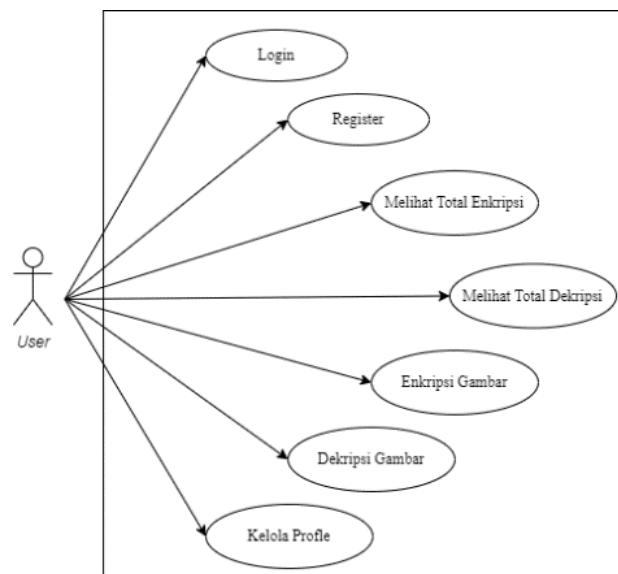 Login
Register
Melihat Total Enkripsi
Melihat Total Dekripsi
User
Enkripsi Gambar
Dekripsi Gambar
Kelola Profle